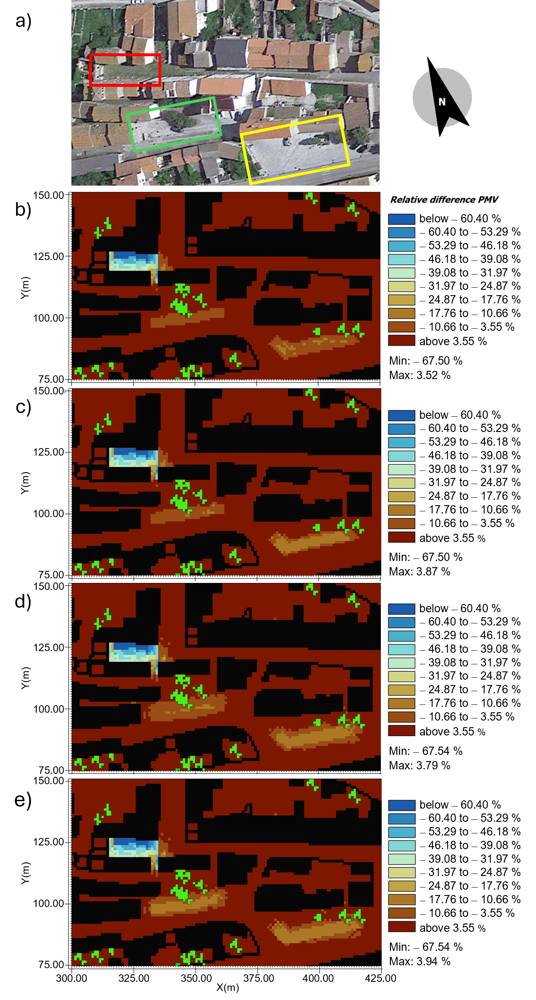 a)
N
b)
150.00
125.00
100.00
75.00
Y(m)
Relative difference PMV
below – 60.40 %
– 60.40 to – 53.29 %
– 53.29 to – 46.18 %
– 46.18 to – 39.08 %
– 39.08 to – 31.97 %
– 31.97 to – 24.87 %
– 24.87 to – 17.76 %
– 17.76 to – 10.66 %
– 10.66 to – 3.55 %
above 3.55 %
Min: – 67.50 %
Max: 3.52 %
c)
150.00
125.00
100.00
75.00
Y(m)
below – 60.40 %
– 60.40 to – 53.29 %
– 53.29 to – 46.18 %
– 46.18 to – 39.08 %
– 39.08 to – 31.97 %
– 31.97 to – 24.87 %
– 24.87 to – 17.76 %
– 17.76 to – 10.66 %
– 10.66 to – 3.55 %
above 3.55 %
Min: – 67.50 %
Max: 3.87 %
d)
150.00
125.00
100.00
75.00
Y(m)
below – 60.40 %
– 60.40 to – 53.29 %
– 53.29 to – 46.18 %
– 46.18 to – 39.08 %
– 39.08 to – 31.97 %
– 31.97 to – 24.87 %
– 24.87 to – 17.76 %
– 17.76 to – 10.66 %
– 10.66 to – 3.55 %
above 3.55 %
Min: – 67.54 %
Max: 3.79 %
e)
150.00
125.00
100.00
75.00
Y(m)
below – 60.40 %
– 60.40 to – 53.29 %
– 53.29 to – 46.18 %
– 46.18 to – 39.08 %
– 39.08 to – 31.97 %
– 31.97 to – 24.87 %
– 24.87 to – 17.76 %
– 17.76 to – 10.66 %
– 10.66 to – 3.55 %
above 3.55 %
Min: – 67.54 %
Max: 3.94 %
300.00 325.00 350.00 375.00 400.00 425.00
X(m)